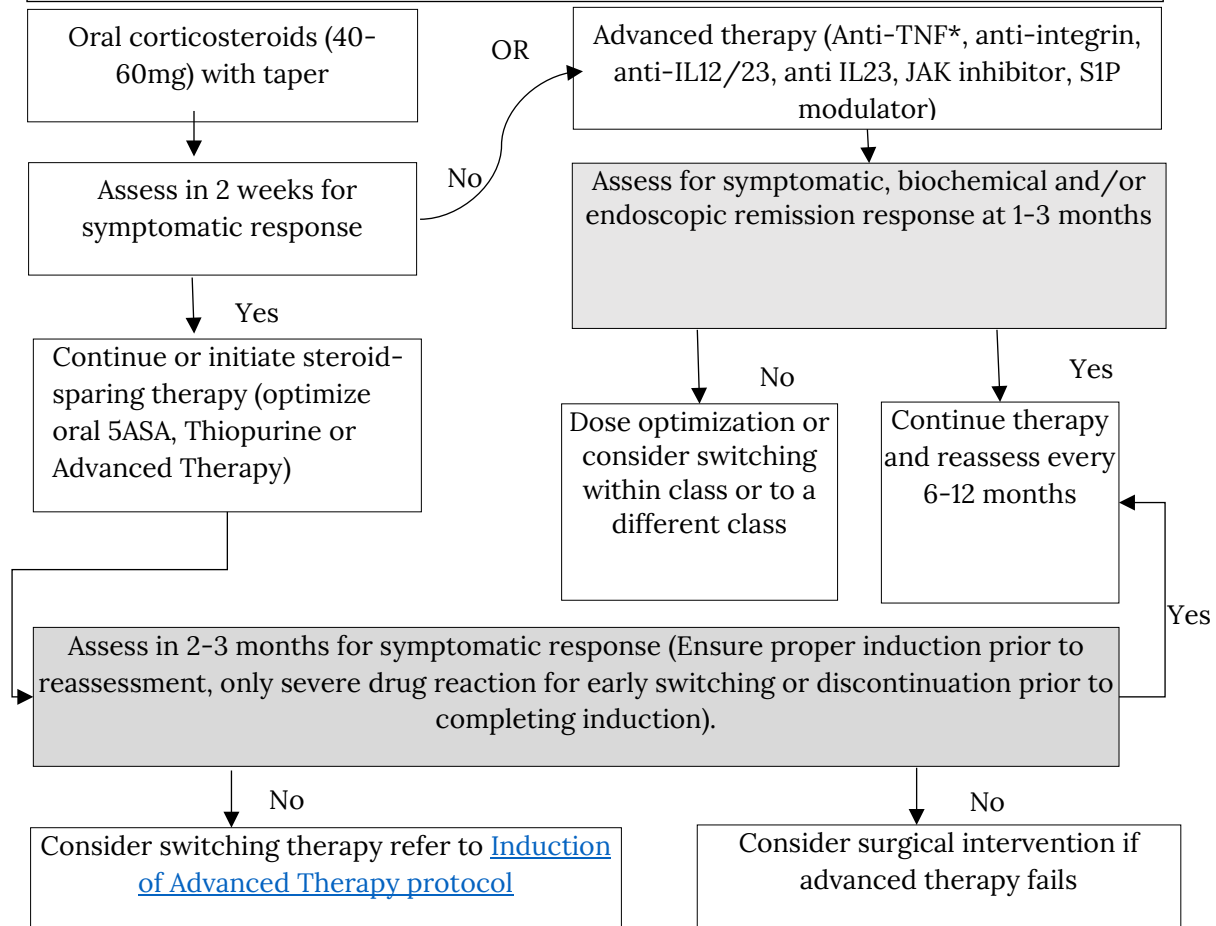 Oral corticosteroids (40-
60mg) with taper
OR
Advanced therapy (Anti-TNF*, anti-integrin,
anti-IL12/23, anti IL23, JAK inhibitor, S1P
modulator)
Assess in 2 weeks for
symptomatic response
No
Assess for symptomatic, biochemical and/or
endoscopic remission response at 1-3 months
Yes
Continue or initiate steroid-
sparing therapy (optimize
oral 5ASA, Thiopurine or
Advanced Therapy)
No
Yes
Dose optimization or
consider switching
within class or to a
different class
Continue therapy
and reassess every
6-12 months
Yes
Assess in 2-3 months for symptomatic response (Ensure proper induction prior to
reassessment, only severe drug reaction for early switching or discontinuation prior to
completing induction).
No
No
Consider switching therapy refer to Induction
of Advanced Therapy protocol
Consider surgical intervention if
advanced therapy fails